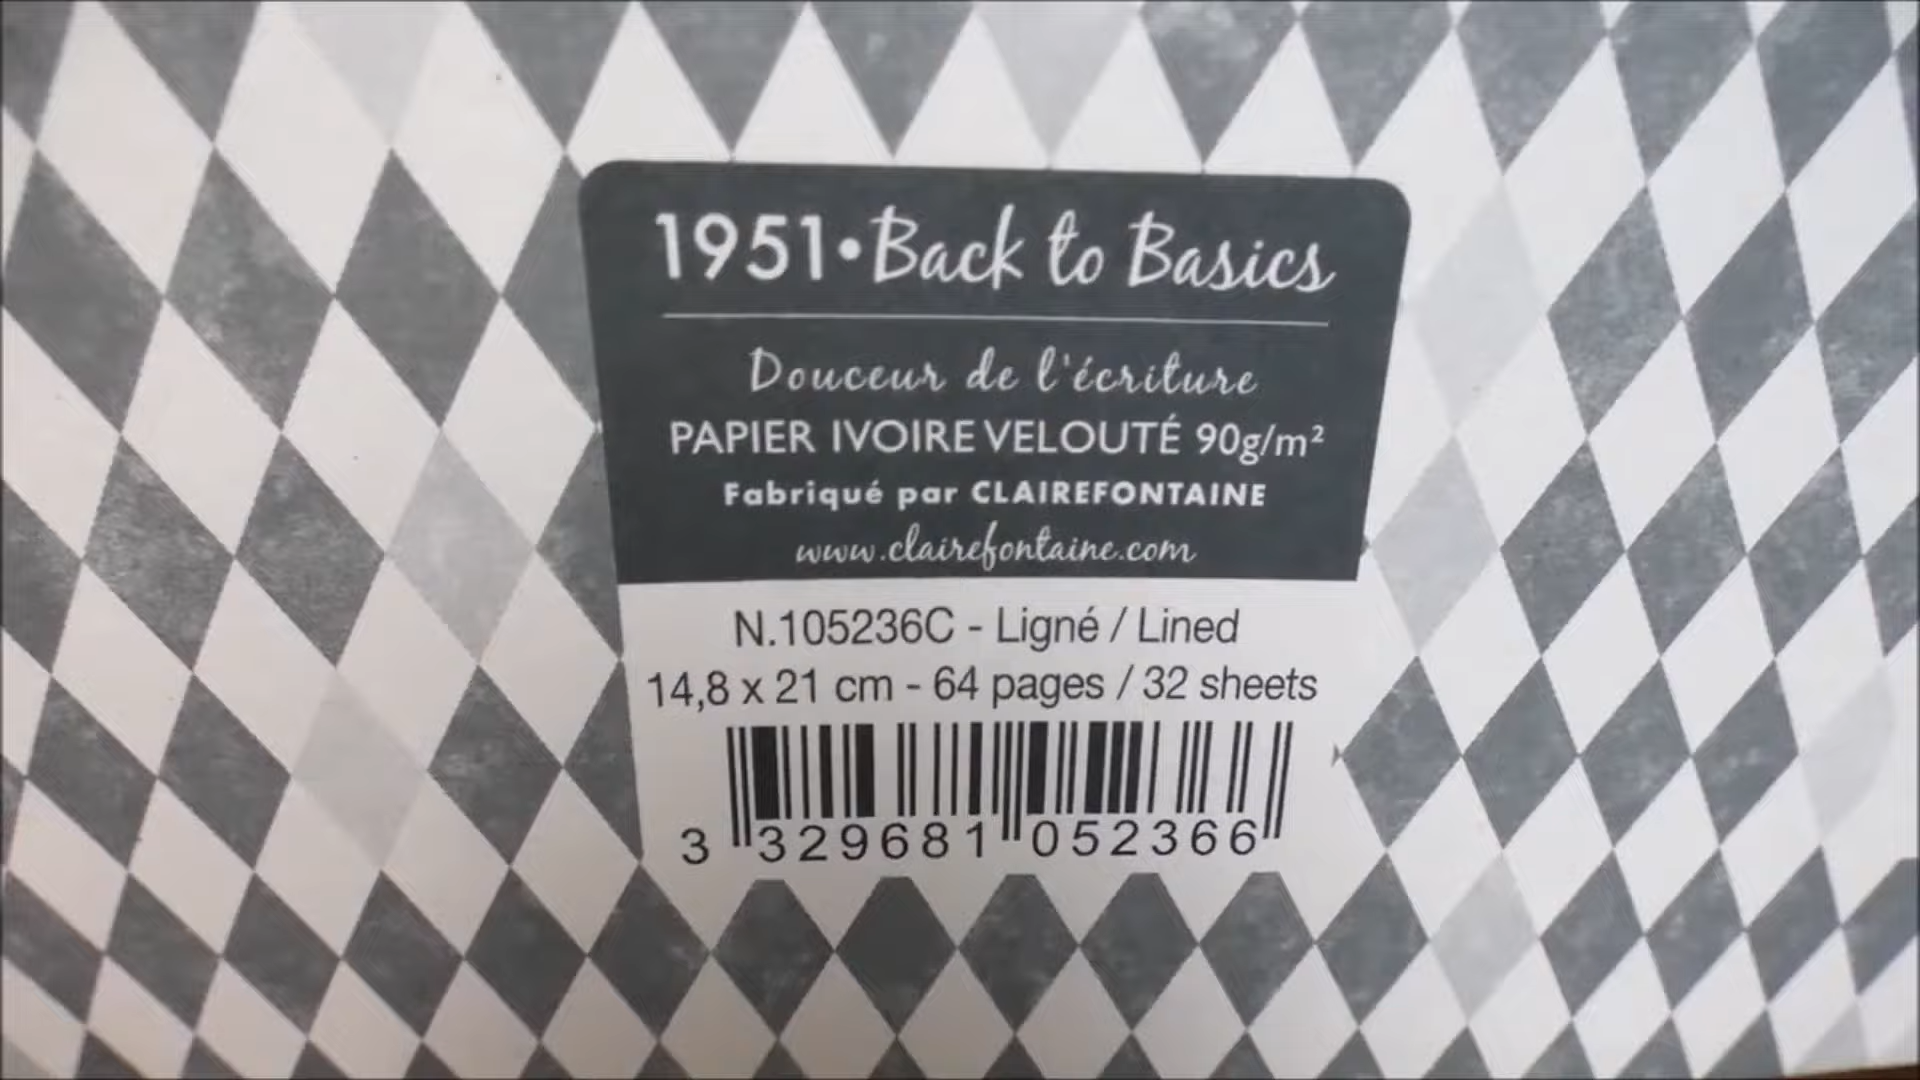 1951•Back to Basics
Douceur de l'écriture
PAPIER IVOIRE VELOUTÉ 90g/m²
Fabriqué par CLAIREFONTAINE
www.clairefontaine.com
N.105236C - Ligné / Lined
14,8 x 21 cm - 64 pages / 32 sheets
3 329681 052366